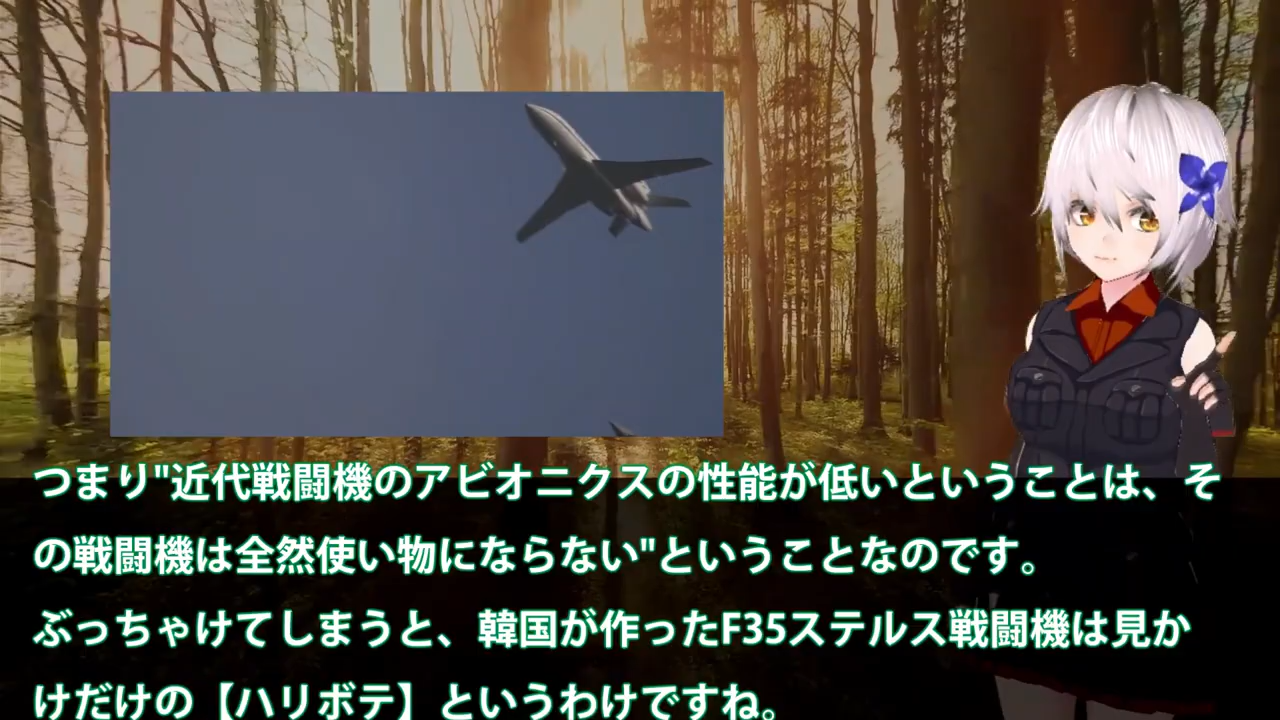 つまり"近代戦闘機のアビオニクスの性能が低いということは、そ
の戦闘機は全然使い物にならない"ということなのです。
ぶっちゃけてしまうと、韓国が作ったF35ステルス戦闘機は見か
けだけの【ハリボテ】というわけですね。